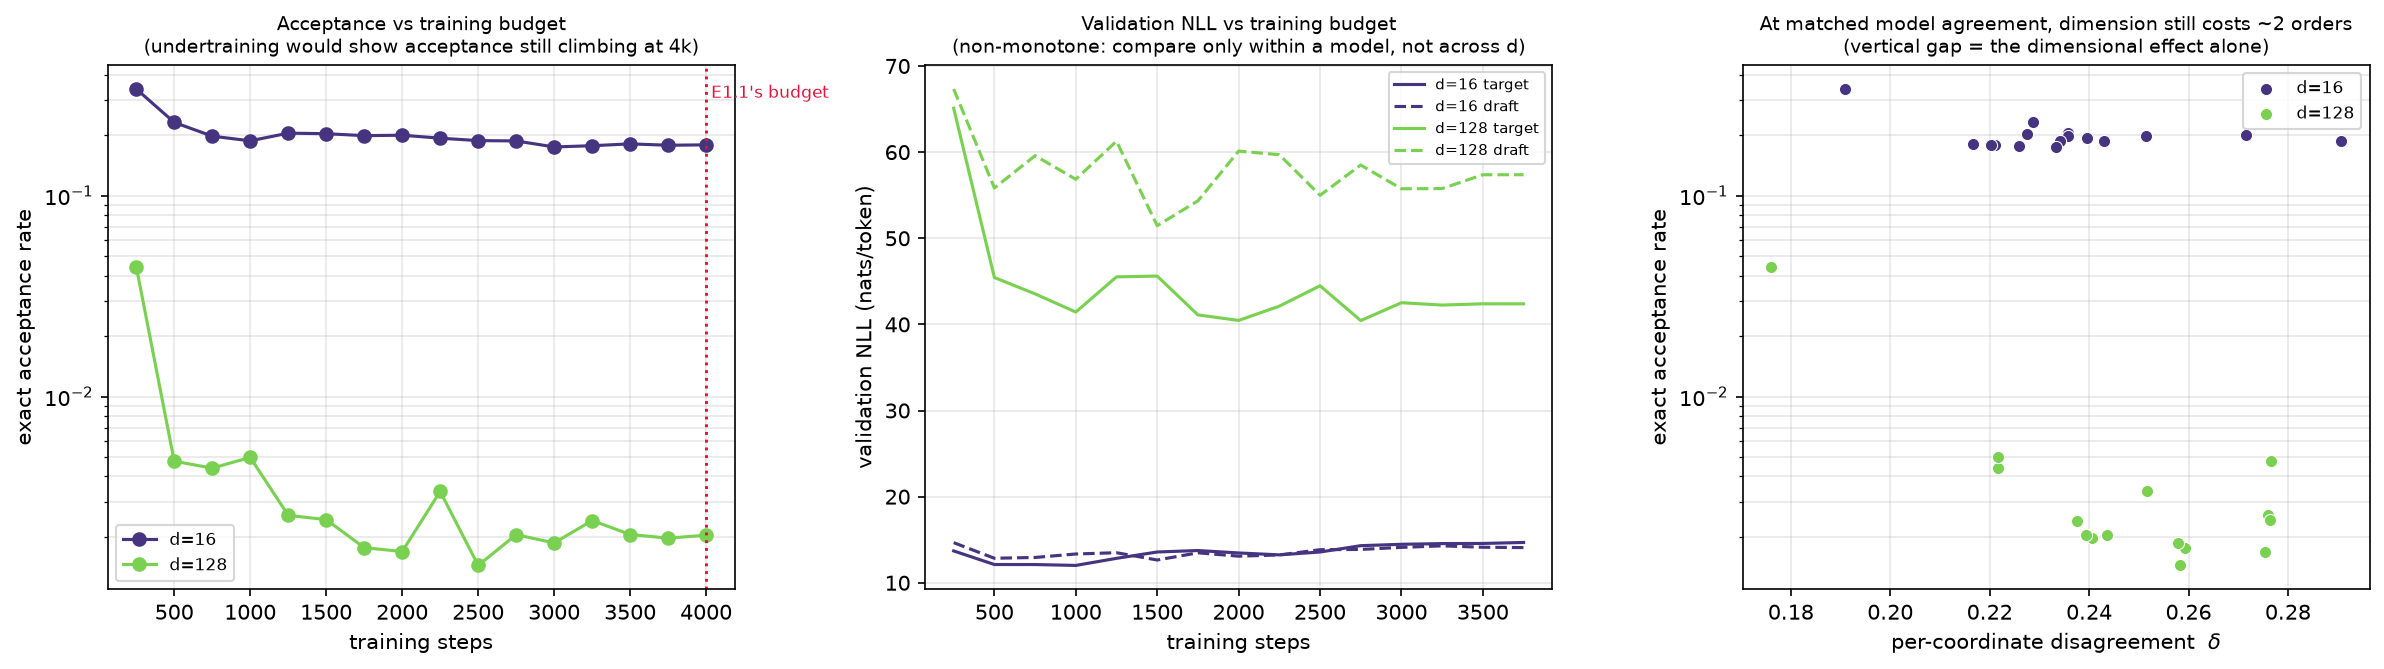 Acceptance vs training budget
(undertraining would show acceptance still climbing at 4k)
exact acceptance rate
10⁻¹
10⁻²
E1.1's budget
d=16
d=128
500 1000 1500 2000 2500 3000 3500 4000
training steps
Validation NLL vs training budget
(non-monotone: compare only within a model, not across d)
validation NLL (nats/token)
70
60
50
40
30
20
10
d=16 target
d=16 draft
d=128 target
d=128 draft
500 1000 1500 2000 2500 3000 3500
training steps
At matched model agreement, dimension still costs ~2 orders
(vertical gap = the dimensional effect alone)
exact acceptance rate
10⁻¹
10⁻²
d=16
d=128
0.18 0.20 0.22 0.24 0.26 0.28
per-coordinate disagreement δ